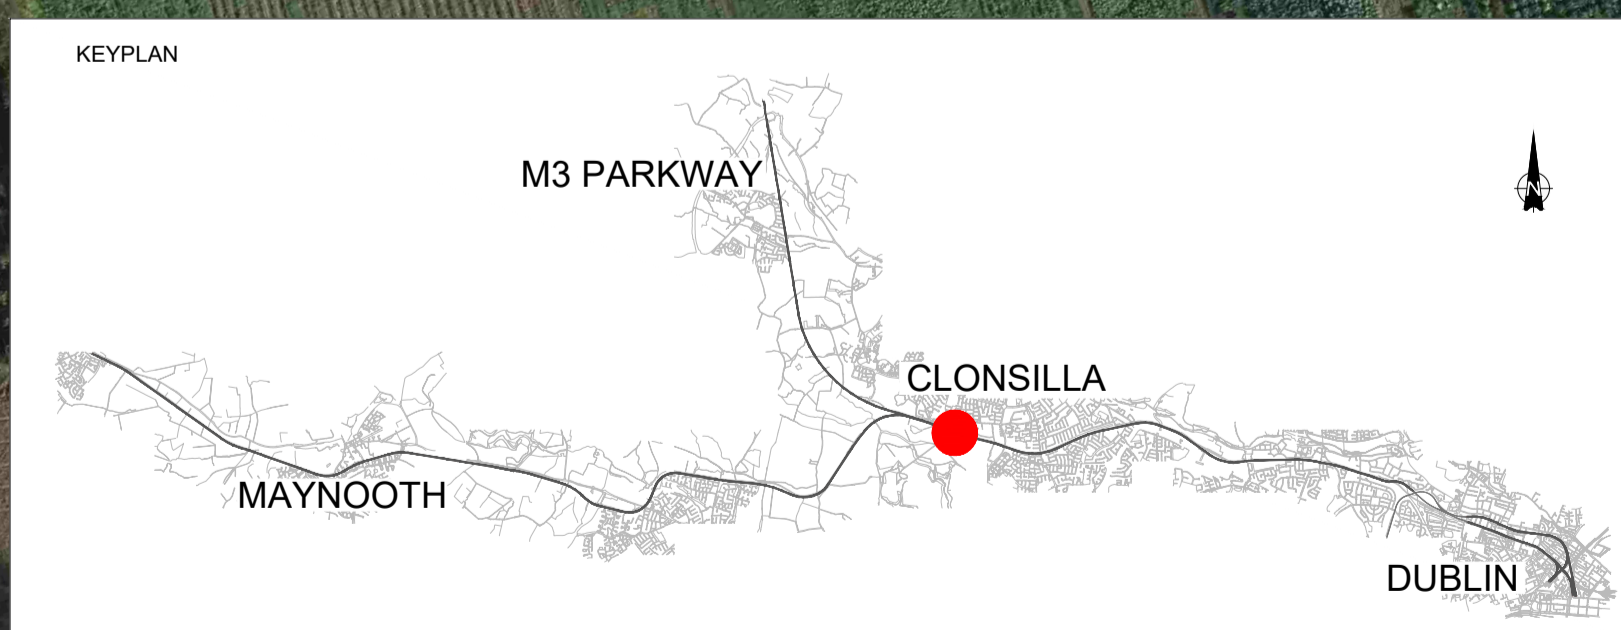 KEYPLAN
M3 PARKWAY
N
CLONSILLA
MAYNOOTH
DUBLIN